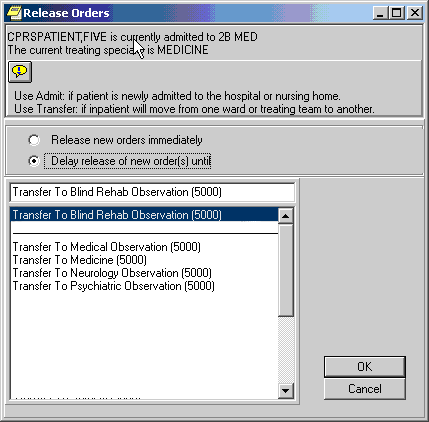 Release Orders
CPRSPATIENT,FIVE is currently admitted to 2B MED
The current treating specialty is MEDICINE
Use Admit: if patient is newly admitted to the hospital or nursing home.
Use Transfer: if inpatient will move from one ward or treating team to another.
Release new orders immediately
Delay release of new order(s) until
Transfer To Blind Rehab Observation (5000)
Transfer To Blind Rehab Observation (5000)
Transfer To Medical Observation (5000)
Transfer To Medicine (5000)
Transfer To Neurology Observation (5000)
Transfer To Psychiatric Observation (5000)
OK
Cancel